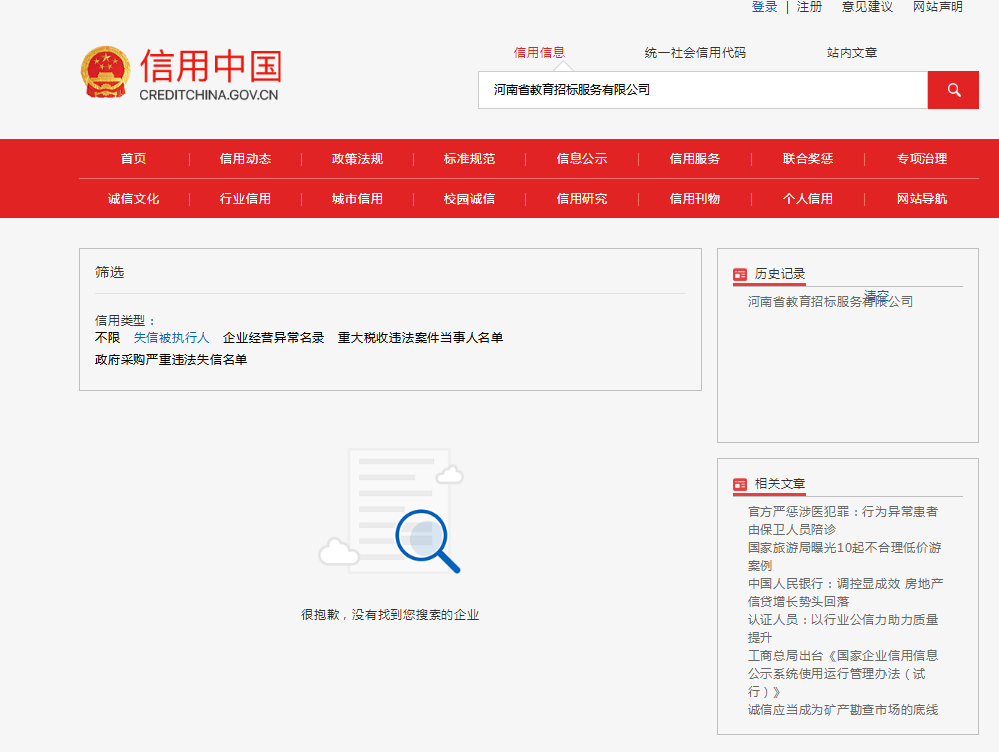 登录 | 注册 意见建议 网站声明
信用信息 统一社会信用代码 站内文章
信用中国
CREDITCHINA.GOV.CN
河南省教育招标服务有限公司
首页 | 信用动态 | 政策法规 | 标准规范 | 信息公示 | 信用服务 | 联合奖惩 | 专项治理
诚信文化 | 行业信用 | 城市信用 | 校园诚信 | 信用研究 | 信用刊物 | 个人信用 | 网站导航
筛选
信用类型：
不限 失信被执行人 企业经营异常名录 重大税收违法案件当事人名单
政府采购严重违法失信名单
很抱歉，没有找到您搜索的企业
历史记录
清空
河南省教育招标服务有限公司
相关文章
官方严惩涉医犯罪：行为异常患者
由保卫人员陪诊
国家旅游局曝光10起不合理低价游
案例
中国人民银行：调控显成效 房地产
信贷增长势头回落
认证人员：以行业公信力助力质量
提升
工商总局出台《国家企业信用信息
公示系统使用运行管理办法（试
行）》
诚信应当成为矿产勘查市场的底线